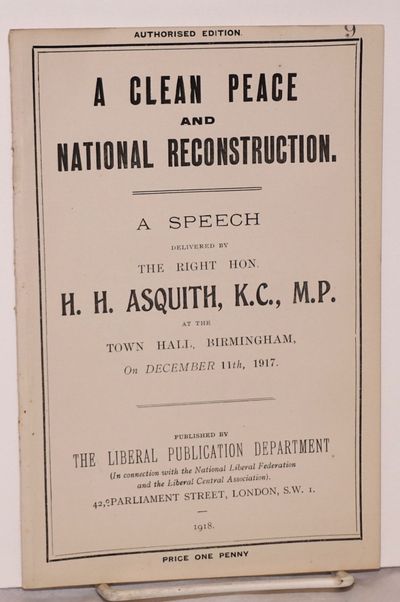 AUTHORISED EDITION.
9
A CLEAN PEACE
AND
NATIONAL RECONSTRUCTION.
A SPEECH
DELIVERED BY
THE RIGHT HON.
H. H. ASQUITH, K.C., M.P.
AT THE
TOWN HALL, BIRMINGHAM,
On DECEMBER 11th, 1917.
PUBLISHED BY
THE LIBERAL PUBLICATION DEPARTMENT
(In connection with the National Liberal Federation
and the Liberal Central Association).
42, PARLIAMENT STREET, LONDON, S.W. 1.
1918.
PRICE ONE PENNY